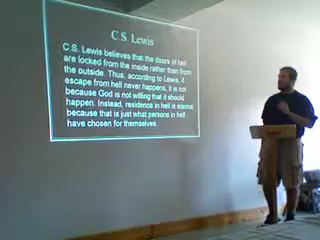 C.S. Lewis
C.S. Lewis believes that the doors of hell
are locked from the inside rather than from
the outside. Thus, according to Lewis, if
escape from hell never happens, it is not
because God is not willing that it should
happen. Instead, residence in hell is eternal
because that is just what persons in hell
have chosen for themselves.